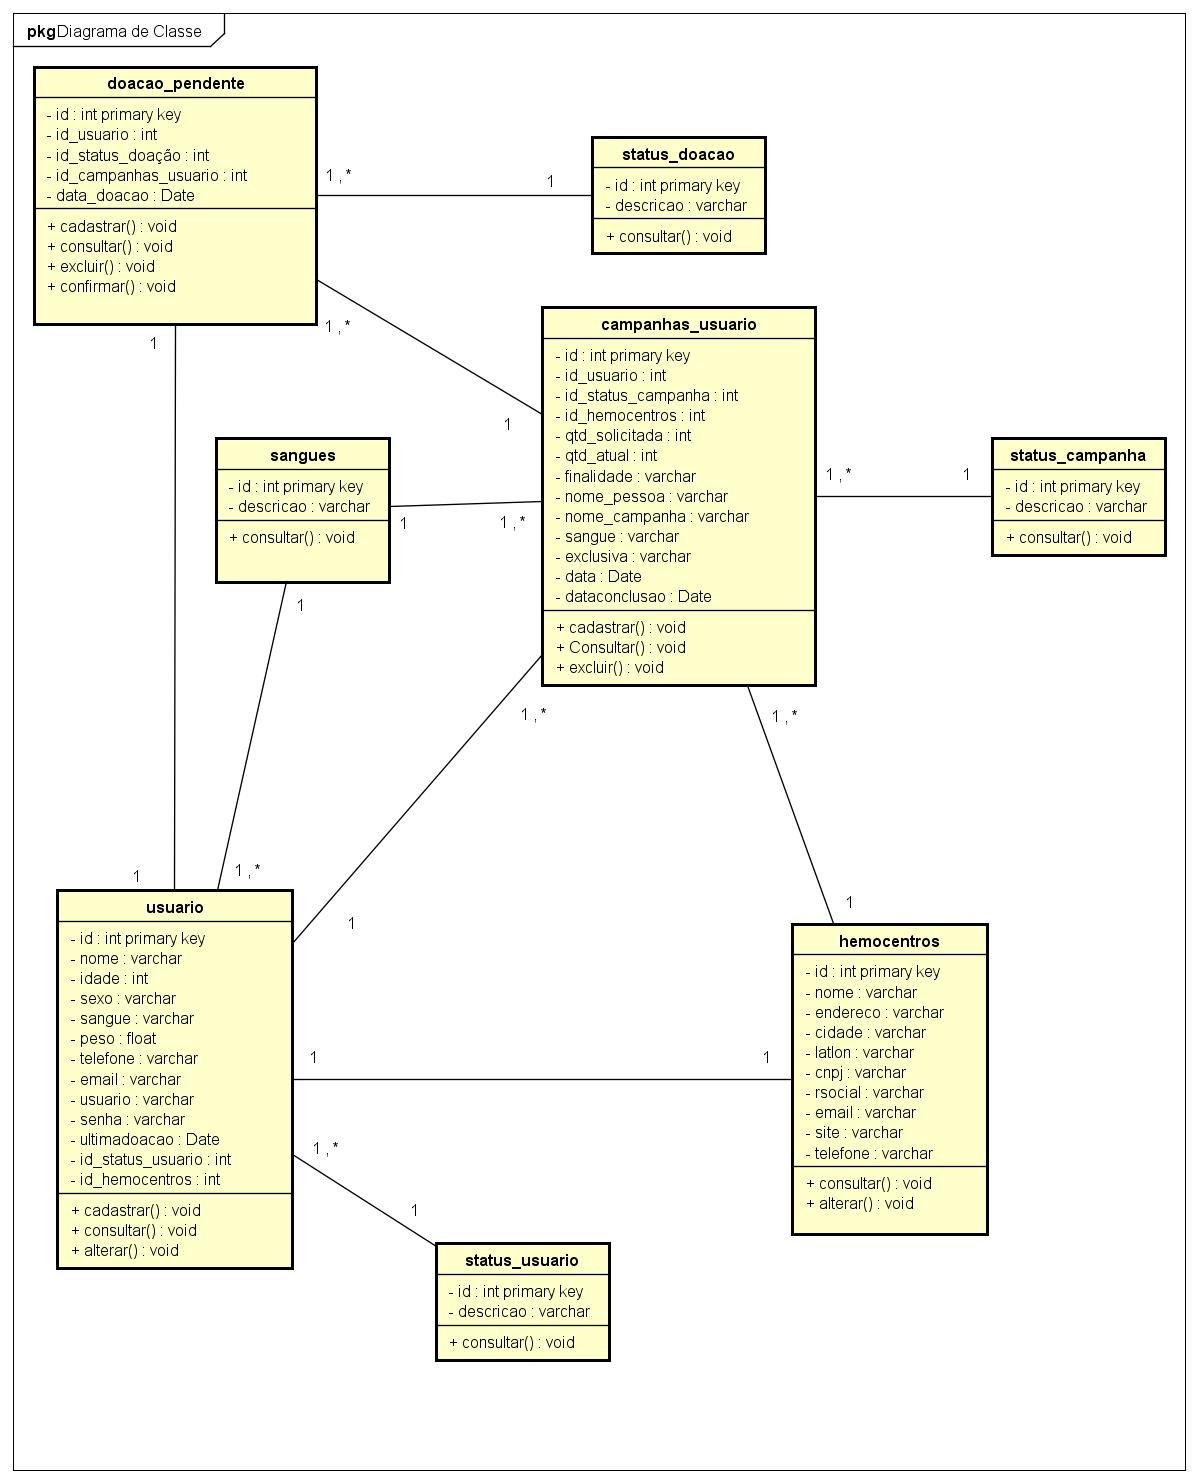 pkgDiagrama de Classe
doacao_pendente
- id : int primary key
- id_usuario : int
- id_status_doação : int
- id_campanhas_usuario : int
- data_doacao : Date
+ cadastrar() : void
+ consultar() : void
+ excluir() : void
+ confirmar() : void
1 , *
1
status_doacao
- id : int primary key
- descricao : varchar
+ consultar() : void
1 , *
1
1
campanhas_usuario
- id : int primary key
- id_usuario : int
- id_status_campanha : int
- id_hemocentros : int
- qtd_solicitada : int
- qtd_atual : int
- finalidade : varchar
- nome_pessoa : varchar
- nome_campanha : varchar
- sangue : varchar
- exclusiva : varchar
- data : Date
- dataconclusao : Date
+ cadastrar() : void
+ Consultar() : void
+ excluir() : void
sangues
- id : int primary key
- descricao : varchar
+ consultar() : void
1
1 , *
1
1 , *
1
status_campanha
- id : int primary key
- descricao : varchar
+ consultar() : void
1 , *
1 , *
1
1 , *
1
1
usuario
- id : int primary key
- nome : varchar
- idade : int
- sexo : varchar
- sangue : varchar
- peso : float
- telefone : varchar
- email : varchar
- usuario : varchar
- senha : varchar
- ultimadoacao : Date
- id_status_usuario : int
- id_hemocentros : int
+ cadastrar() : void
+ consultar() : void
+ alterar() : void
hemocentros
- id : int primary key
- nome : varchar
- endereco : varchar
- cidade : varchar
- latlon : varchar
- cnpj : varchar
- rsocial : varchar
- email : varchar
- site : varchar
- telefone : varchar
+ consultar() : void
+ alterar() : void
1
1
1 , *
1
status_usuario
- id : int primary key
- descricao : varchar
+ consultar() : void